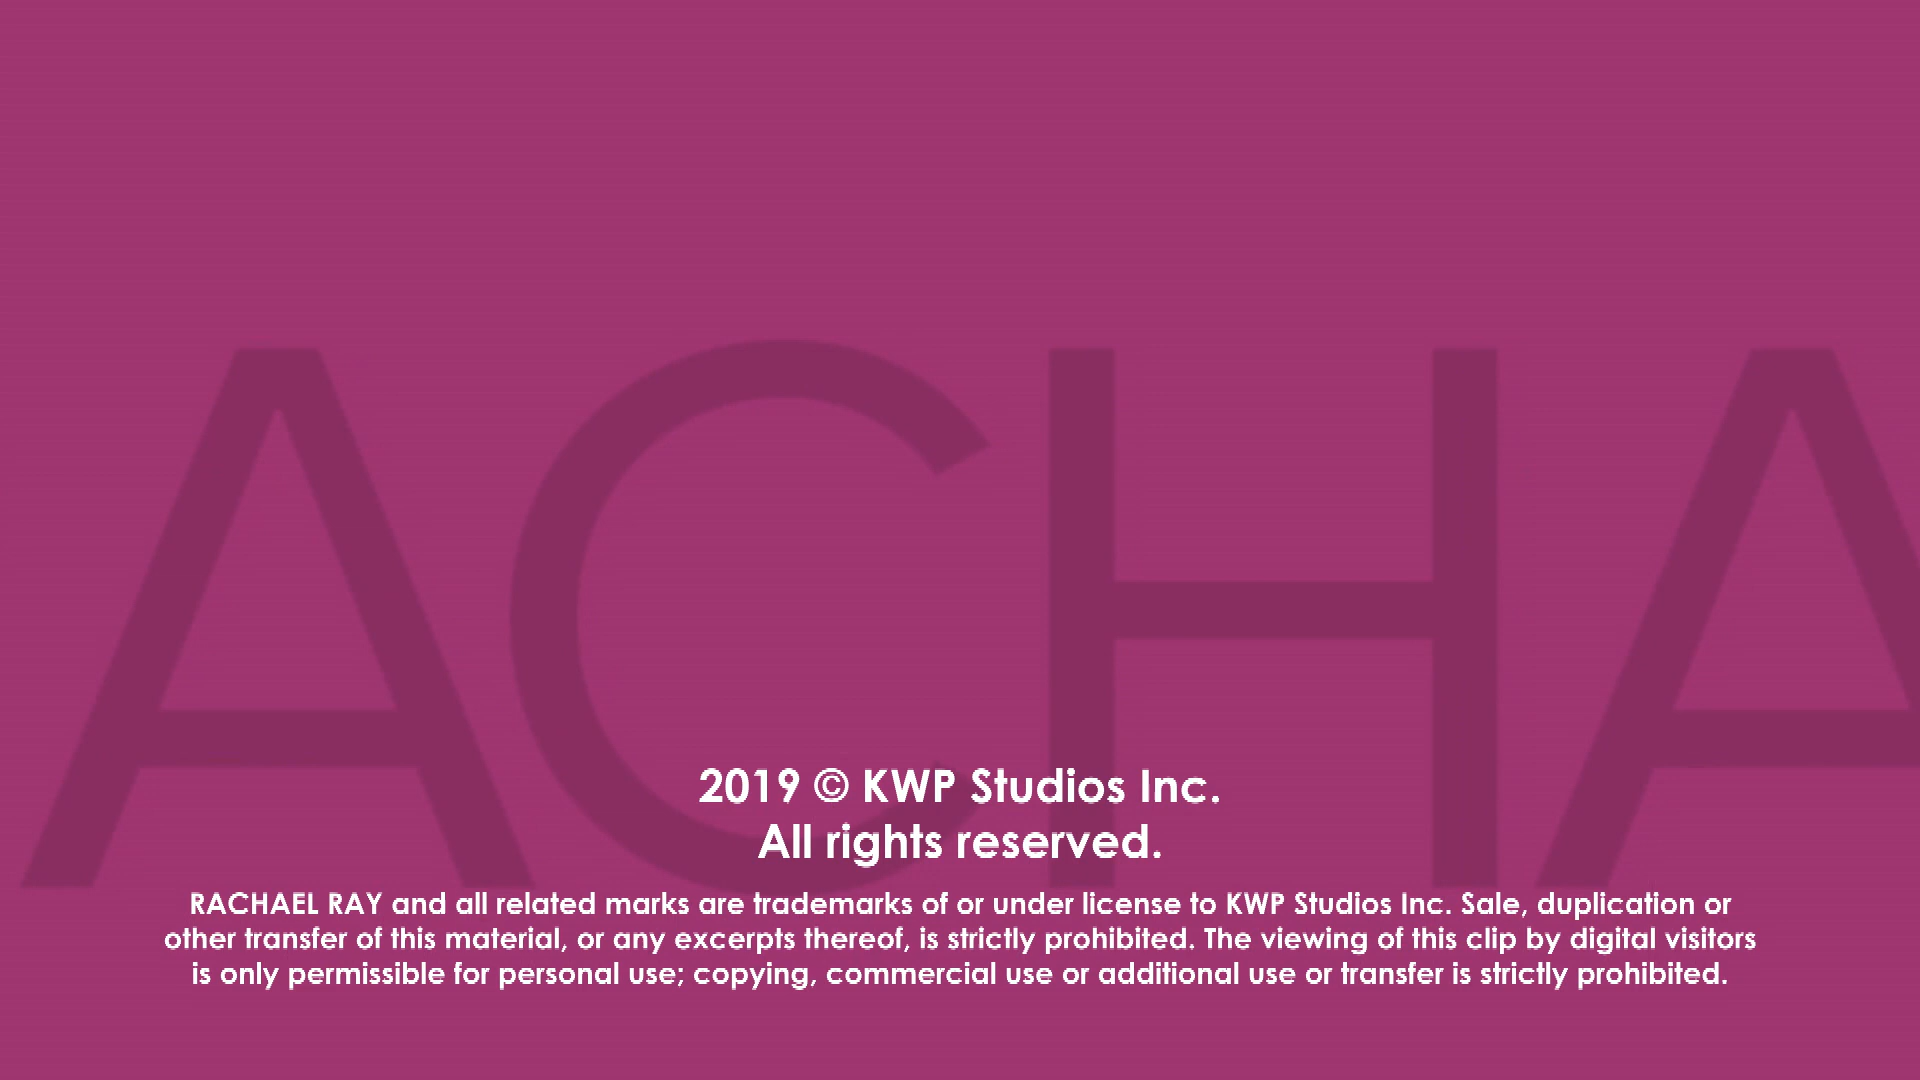 ACHA
2019 © KWP Studios Inc.
All rights reserved.
RACHAEL RAY and all related marks are trademarks of or under license to KWP Studios Inc. Sale, duplication or
other transfer of this material, or any excerpts thereof, is strictly prohibited. The viewing of this clip by digital visitors
is only permissible for personal use; copying, commercial use or additional use or transfer is strictly prohibited.